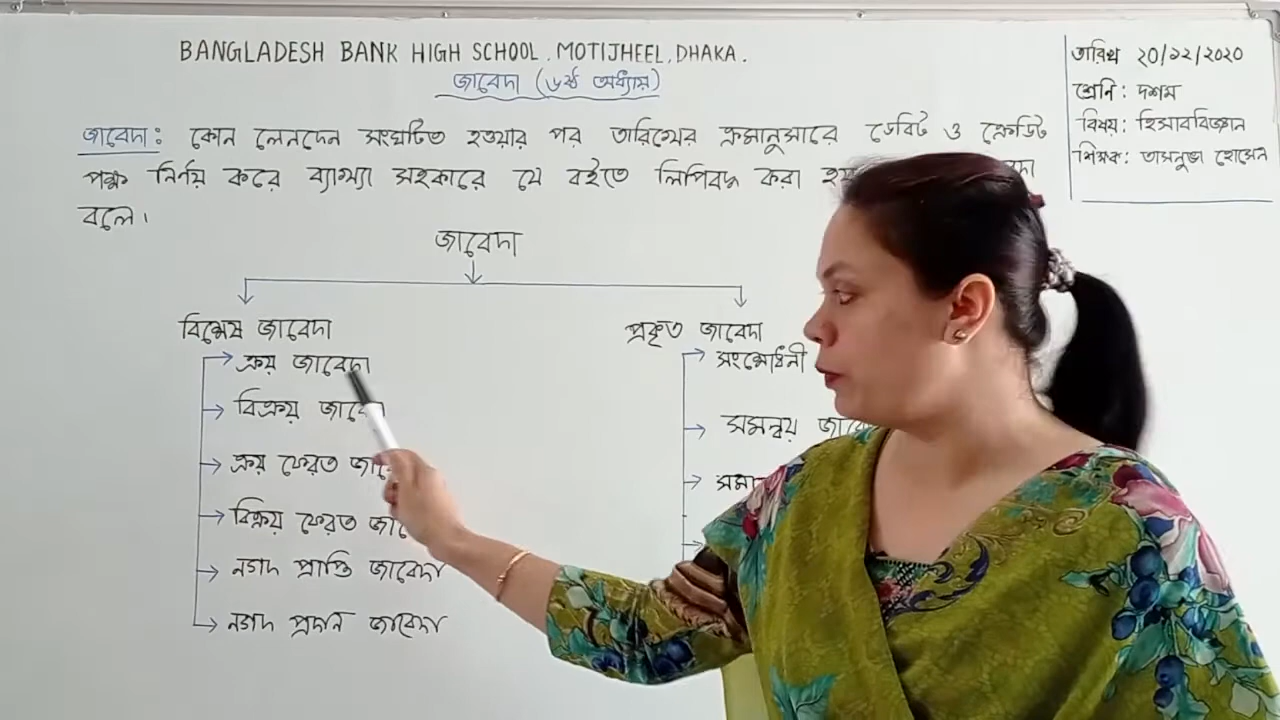 BANGLADESH BANK HIGH SCHOOL, MOTIJHEEL, DHAKA.
জাবেদা (৬ষ্ঠ অধ্যায়)
তারিখ ২০/১২/২০২০
শ্রেনি : দশম
বিষয় : হিসাববিজ্ঞান
শিক্ষক : তাসনুভা হোসেন
জাবেদা : কোন লেনদেন সংঘটিত হওয়ার পর তারিখের ক্রমানুসারে ডেবিট ও ক্রেডিট
পক্ষ নির্নয় করে ব্যাখ্যা সহকারে যে বইতে লিপিবদ্ধ করা
বলে।
জাবেদা
বিশেষ জাবেদা
ক্রয় জাবেদা
বিক্রয়
ক্রয় ফেরত
বিক্রয় ফেরত
নগদ প্রাপ্তি জাবেদা
নগদ প্রদান জাবেদা
প্রকৃত জাবেদা
সংশোধনী
সমন্বয়